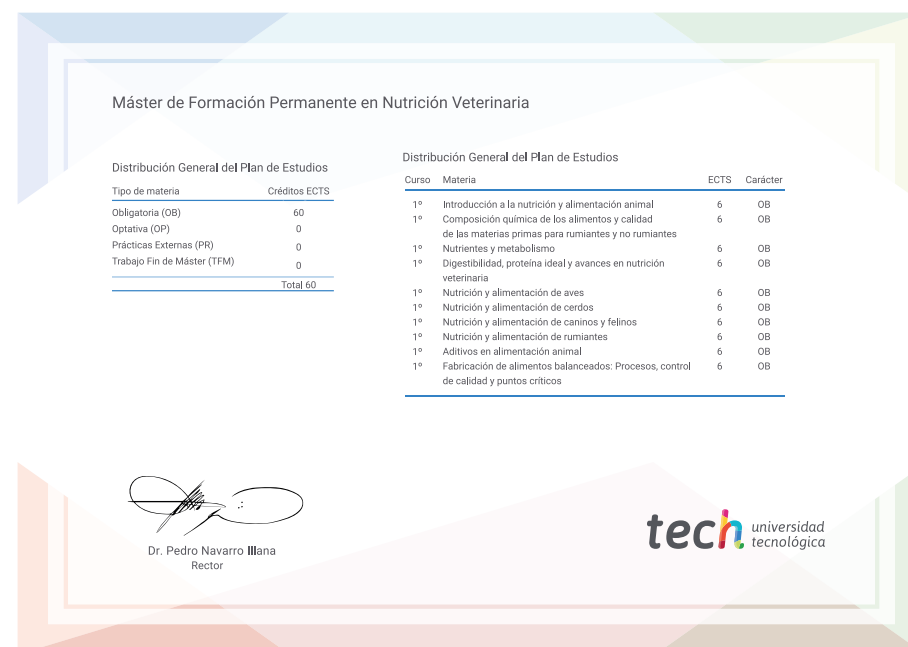 Máster de Formación Permanente en Nutrición Veterinaria
Distribución General del Plan de Estudios
Tipo de materia Créditos ECTS
Obligatoria (OB) 60
Optativa (OP) 0
Prácticas Externas (PR) 0
Trabajo Fin de Máster (TFM) 0
Total 60
Distribución General del Plan de Estudios
Curso Materia ECTS Carácter
1º Introducción a la nutrición y alimentación animal 6 OB
1º Composición química de los alimentos y calidad 6 OB
de las materias primas para rumiantes y no rumiantes
1º Nutrientes y metabolismo 6 OB
1º Digestibilidad, proteína ideal y avances en nutrición 6 OB
veterinaria
1º Nutrición y alimentación de aves 6 OB
1º Nutrición y alimentación de cerdos 6 OB
1º Nutrición y alimentación de caninos y felinos 6 OB
1º Nutrición y alimentación de rumiantes 6 OB
1º Aditivos en alimentación animal 6 OB
1º Fabricación de alimentos balanceados: Procesos, control 6 OB
de calidad y puntos críticos
Dr. Pedro Navarro Illana
Rector
tech universidad
tecnológica